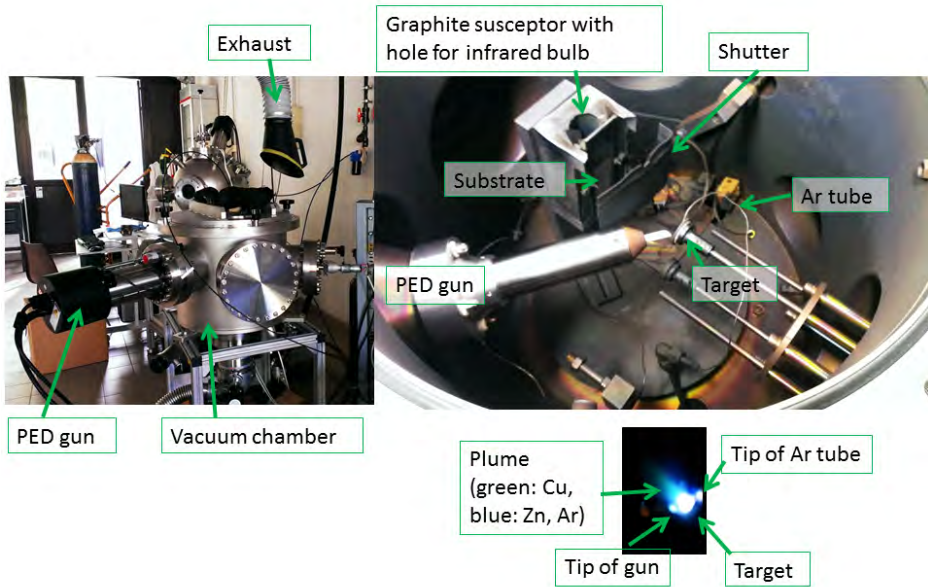 Exhaust
Graphite susceptor with
hole for infrared bulb
Shutter
Substrate
Ar tube
PED gun
Target
PED gun
Vacuum chamber
Plume
(green: Cu,
blue: Zn, Ar)
Tip of Ar tube
Tip of gun
Target